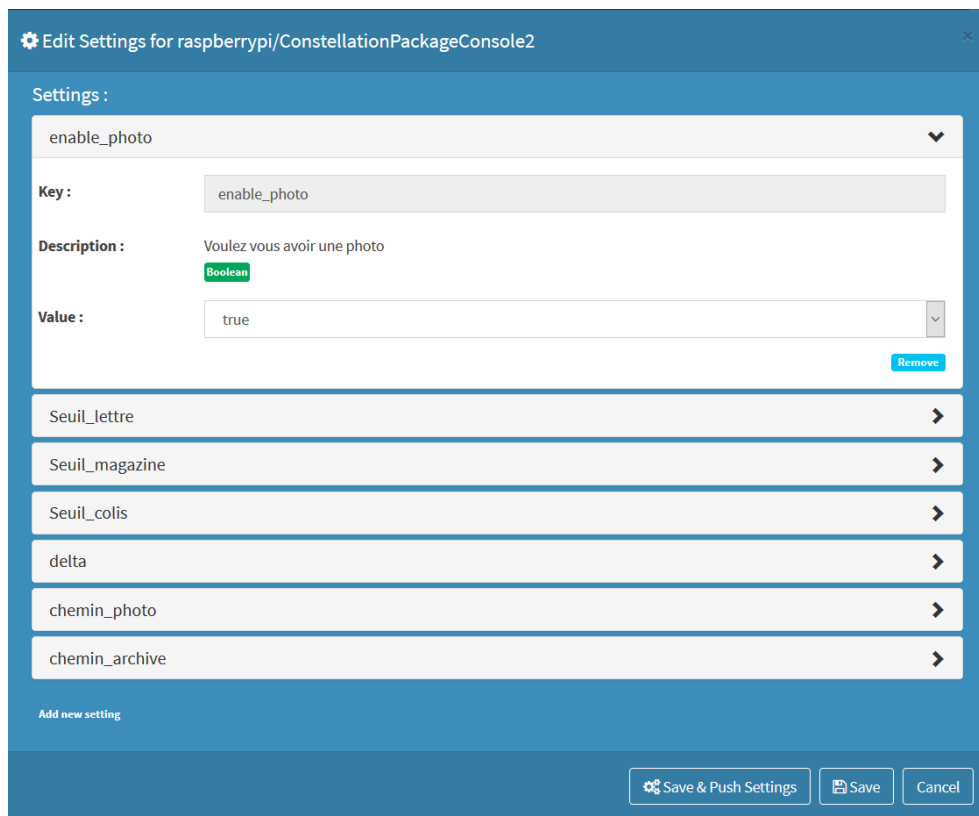 Edit Settings for raspberrypi/ConstellationPackageConsole2
Settings :
enable_photo
Key :
enable_photo
Description :
Voulez vous avoir une photo
Boolean
Value :
true
Remove
Seuil_lettre
Seuil_magazine
Seuil_colis
delta
chemin_photo
chemin_archive
Add new setting
Save & Push Settings
Save
Cancel